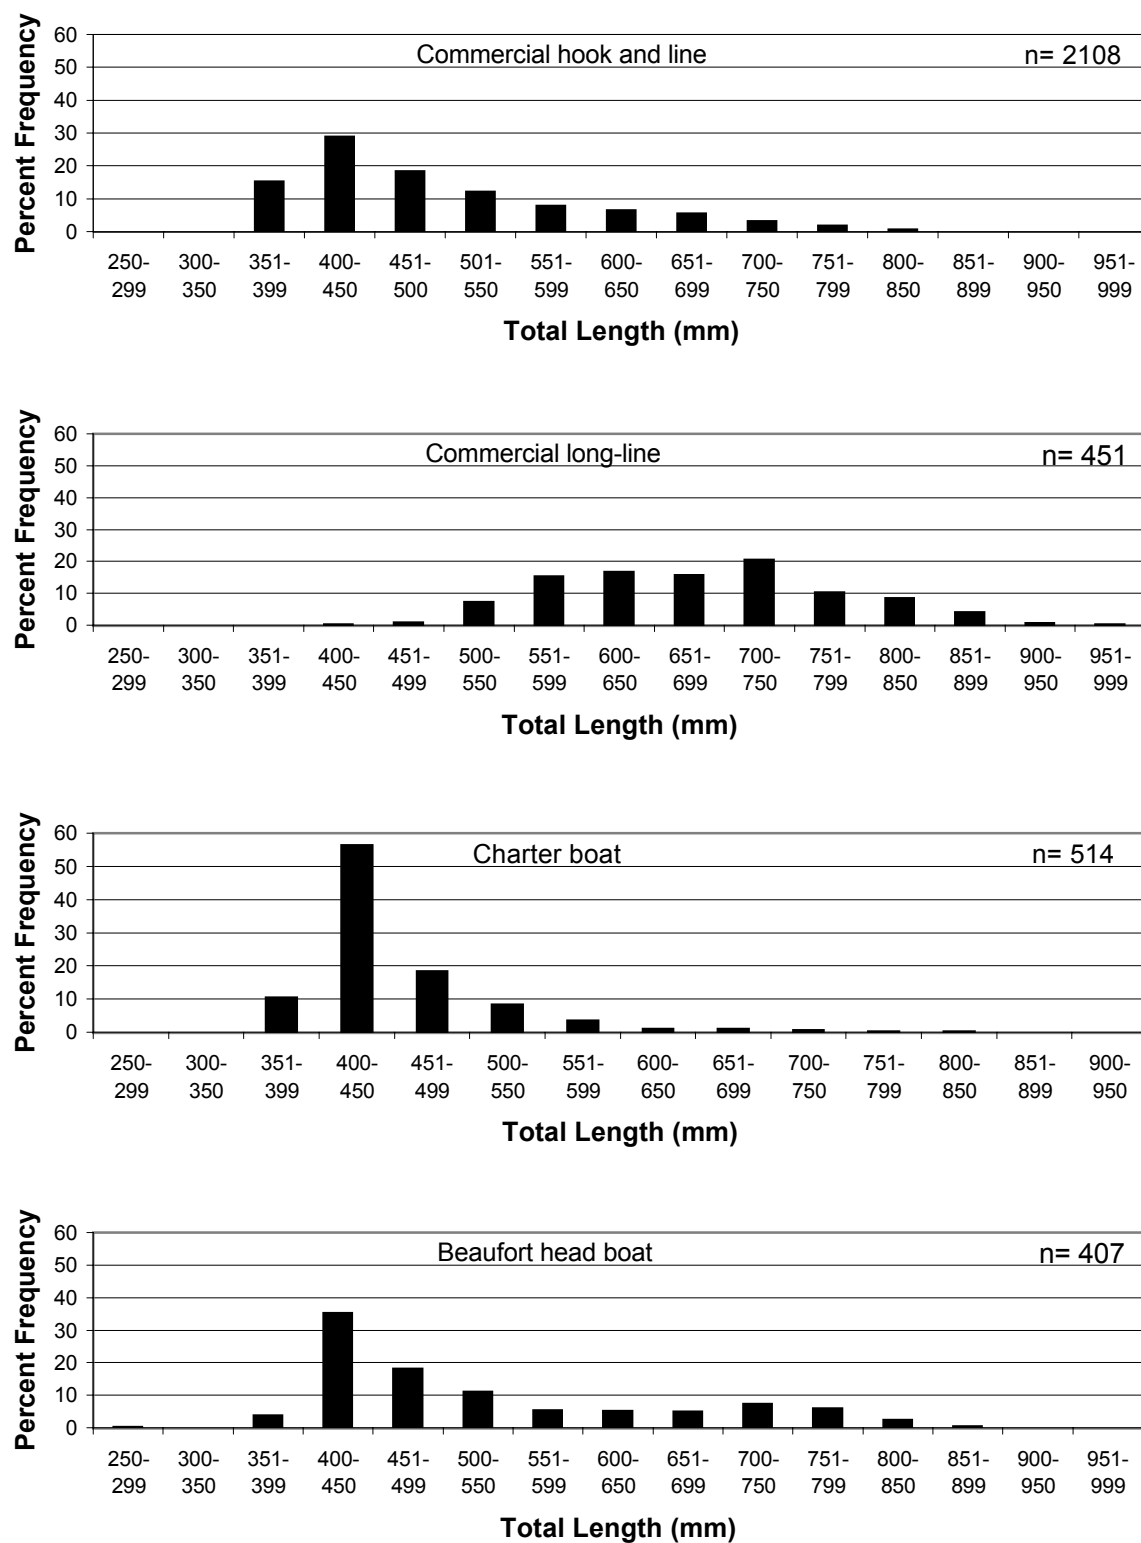 Commercial hook and line
n= 2108
Percent Frequency
60
50
40
30
20
10
0
250- 300- 351- 400- 451- 501- 551- 600- 651- 700- 751- 800- 851- 900- 951-
299 350 399 450 500 550 599 650 699 750 799 850 899 950 999
Total Length (mm)
Commercial long-line
n= 451
Percent Frequency
60
50
40
30
20
10
0
250- 300- 351- 400- 451- 500- 551- 600- 651- 700- 751- 800- 851- 900- 951-
299 350 399 450 499 550 599 650 699 750 799 850 899 950 999
Total Length (mm)
Charter boat
n= 514
Percent Frequency
60
50
40
30
20
10
0
250- 300- 351- 400- 451- 500- 551- 600- 651- 700- 751- 800- 851- 900-
299 350 399 450 499 550 599 650 699 750 799 850 899 950
Total Length (mm)
Beaufort head boat
n= 407
Percent Frequency
60
50
40
30
20
10
0
250- 300- 351- 400- 451- 500- 551- 600- 651- 700- 751- 800- 851- 900- 951-
299 350 399 450 499 550 599 650 699 750 799 850 899 950 999
Total Length (mm)